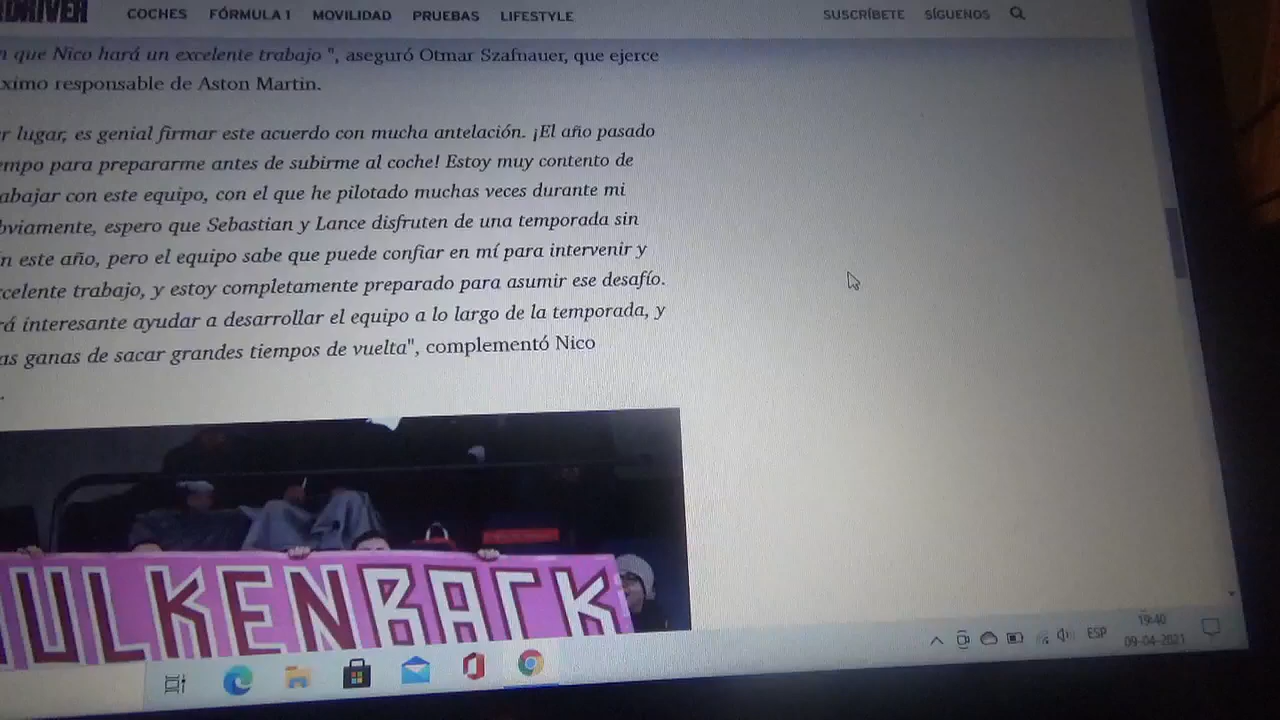 DRIVER COCHES FÓRMULA 1 MOVILIDAD PRUEBAS LIFESTYLE SUSCRÍBETE SÍGUENOS
n que Nico hará un excelente trabajo ", aseguró Otmar Szafnauer, que ejerce
ximo responsable de Aston Martin.
r lugar, es genial firmar este acuerdo con mucha antelación. ¡El año pasado
empo para prepararme antes de subirme al coche! Estoy muy contento de
abajar con este equipo, con el que he pilotado muchas veces durante mi
bviamente, espero que Sebastian y Lance disfruten de una temporada sin
n este año, pero el equipo sabe que puede confiar en mí para intervenir y
celente trabajo, y estoy completamente preparado para asumir ese desafío.
rá interesante ayudar a desarrollar el equipo a lo largo de la temporada, y
as ganas de sacar grandes tiempos de vuelta", complementó Nico
.
ULKENBACK
ESP
19:40
09-04-2021